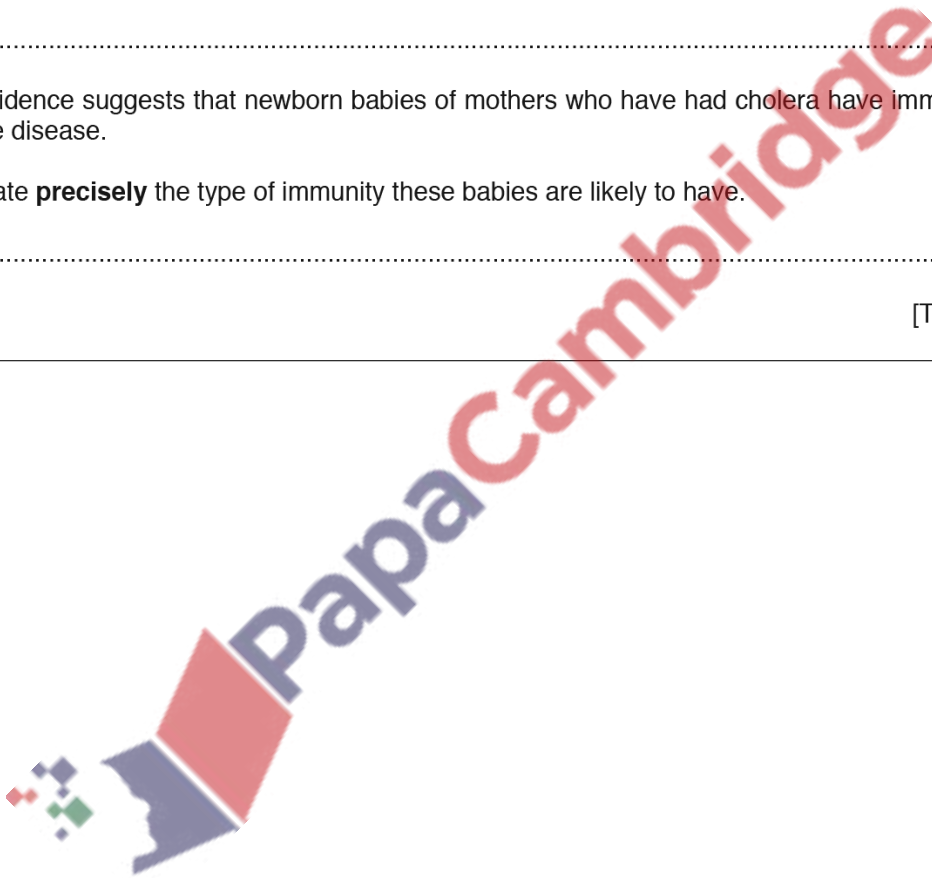 idence suggests that newborn babies of mothers who have had cholera have imm
e disease.
ate precisely the type of immunity these babies are likely to have.
[T
PapaCambridge